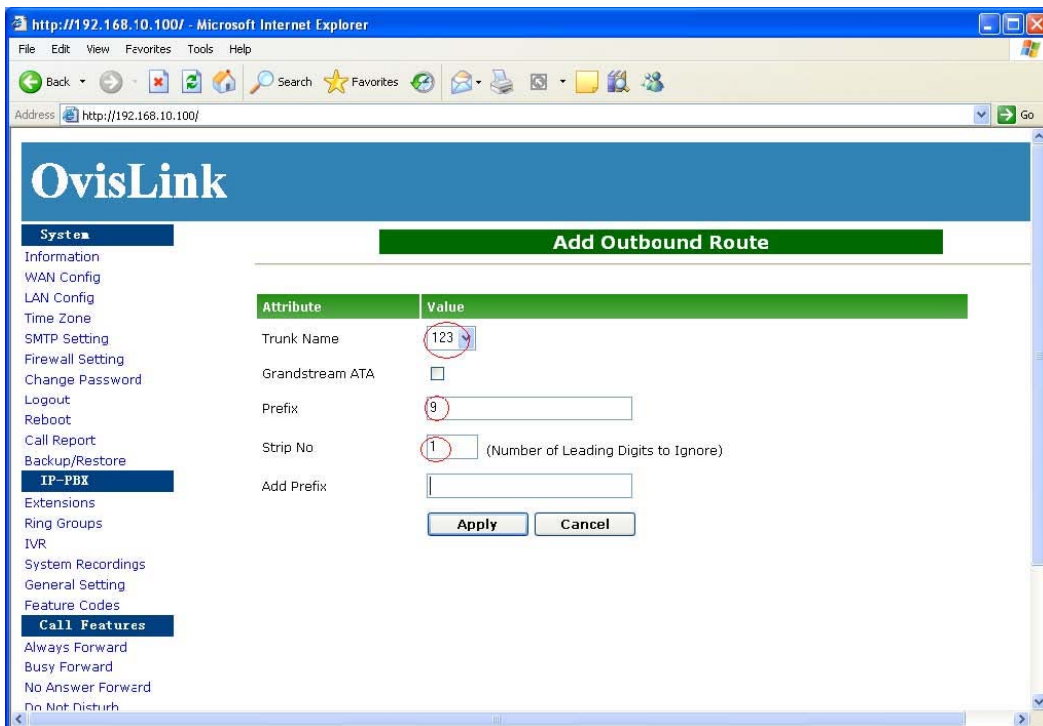 http://192.168.10.100/ - Microsoft Internet Explorer
File Edit View Favorites Tools Help
Back Search Favorites
Address http://192.168.10.100/ Go
OvisLink
System
Information
WAN Config
LAN Config
Time Zone
SMTP Setting
Firewall Setting
Change Password
Logout
Reboot
Call Report
Backup/Restore
IP-PBX
Extensions
Ring Groups
IVR
System Recordings
General Setting
Feature Codes
Call Features
Always Forward
Busy Forward
No Answer Forward
Do Not Disturb
Add Outbound Route
Attribute Value
Trunk Name 123
Grandstream ATA
Prefix 9
Strip No 1 (Number of Leading Digits to Ignore)
Add Prefix
Apply Cancel